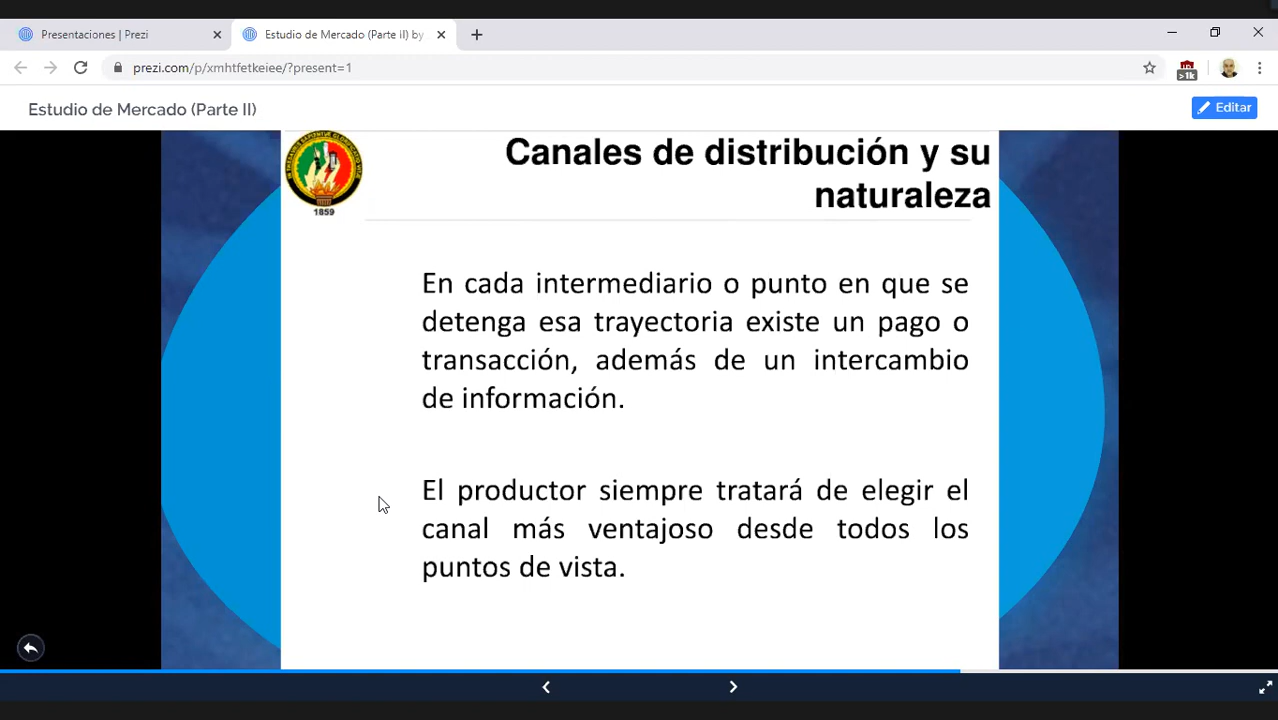 Presentaciones | Prezi
Estudio de Mercado (Parte II) by
prezi.com/p/xmhtfetkeiee/?present=1
>1k
Estudio de Mercado (Parte II)
Editar
1859
Canales de distribución y su
naturaleza
En cada intermediario o punto en que se
detenga esa trayectoria existe un pago o
transacción, además de un intercambio
de información.
El productor siempre tratará de elegir el
canal más ventajoso desde todos los
puntos de vista.